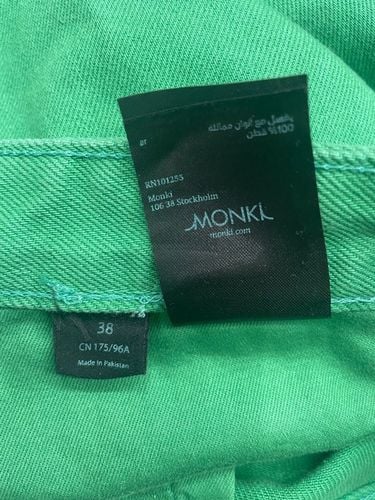 يغسل مع ألوان مماثلة
100% قطن
ar
RN101255
Monki
106 38 Stockholm
MONKI
monki.com
38
CN 175/96A
Made in Pakistan